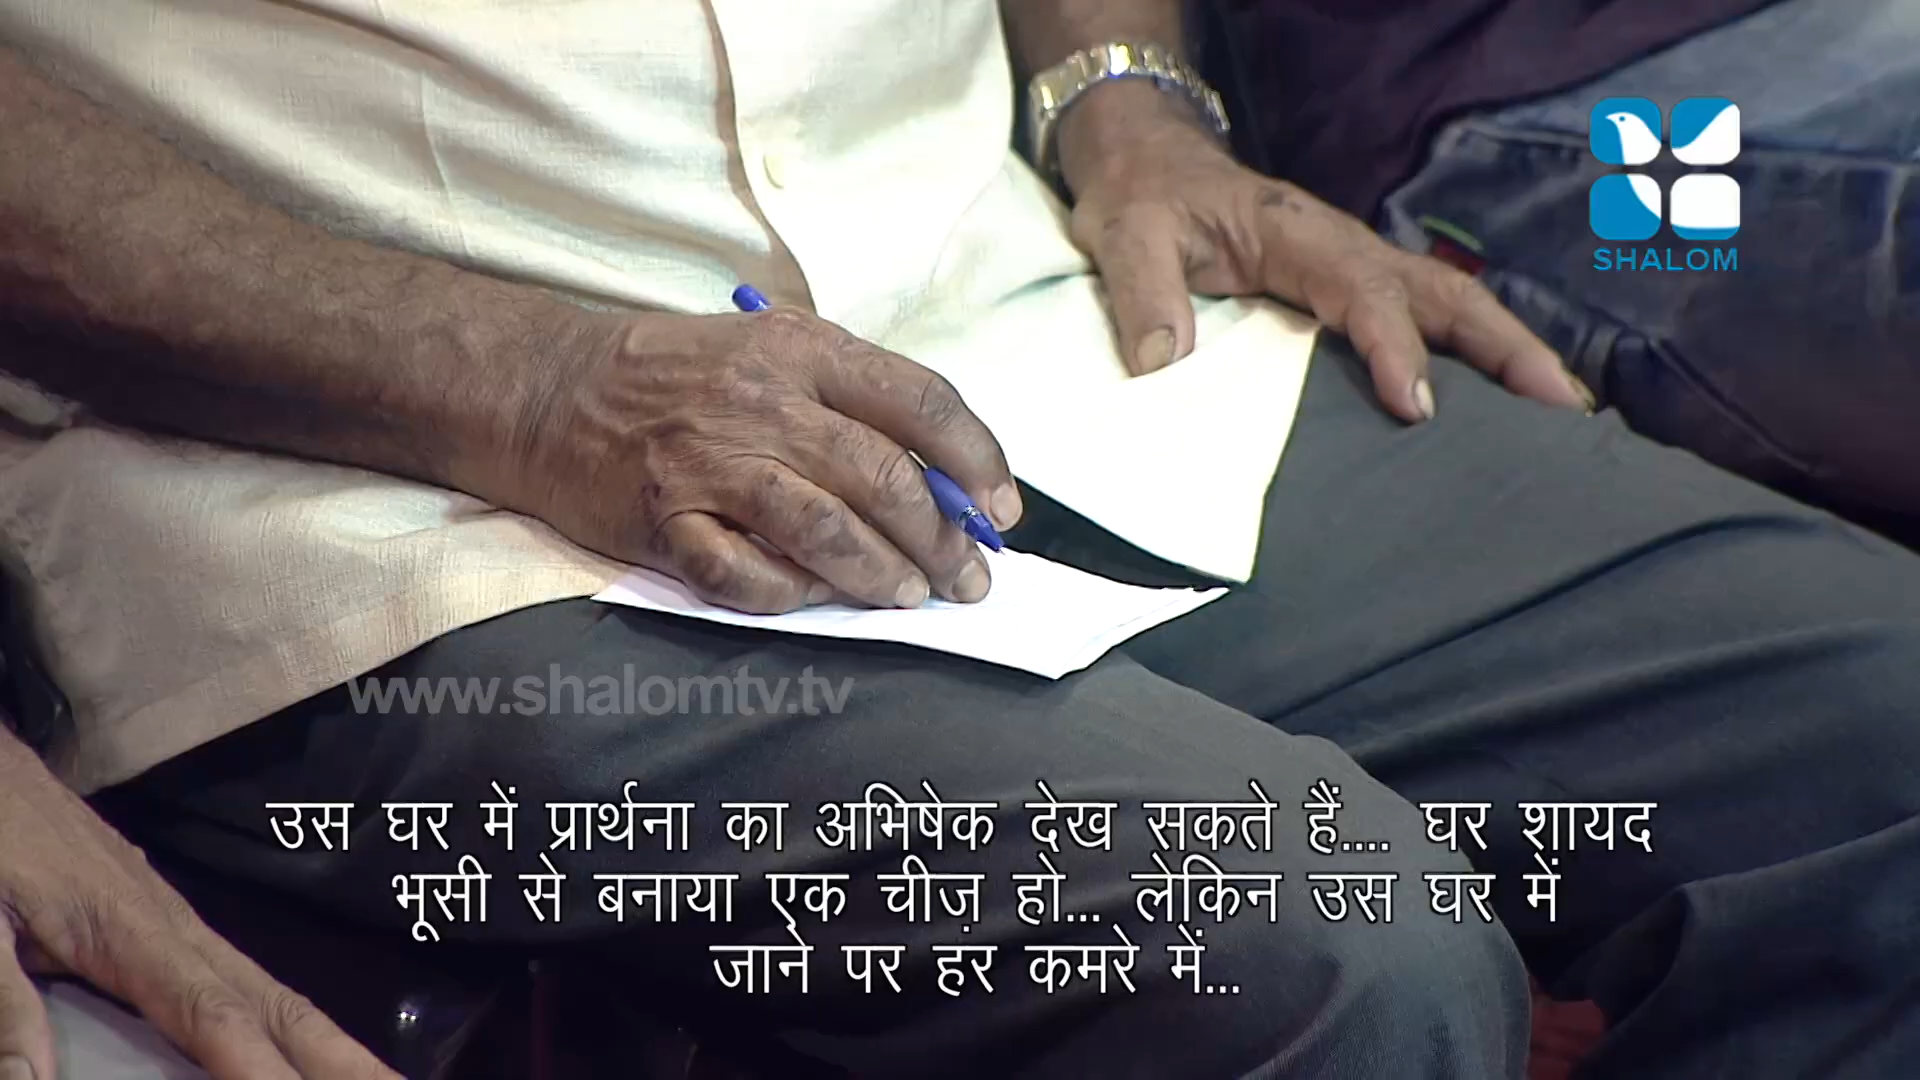 SHALOM
www.shalomtv.tv
उस घर में प्रार्थना का अभिषेक देख सकते हैं.... घर शायद
भूसी से बनाया एक चीज़ हो... लेकिन उस घर में
जाने पर हर कमरे में...